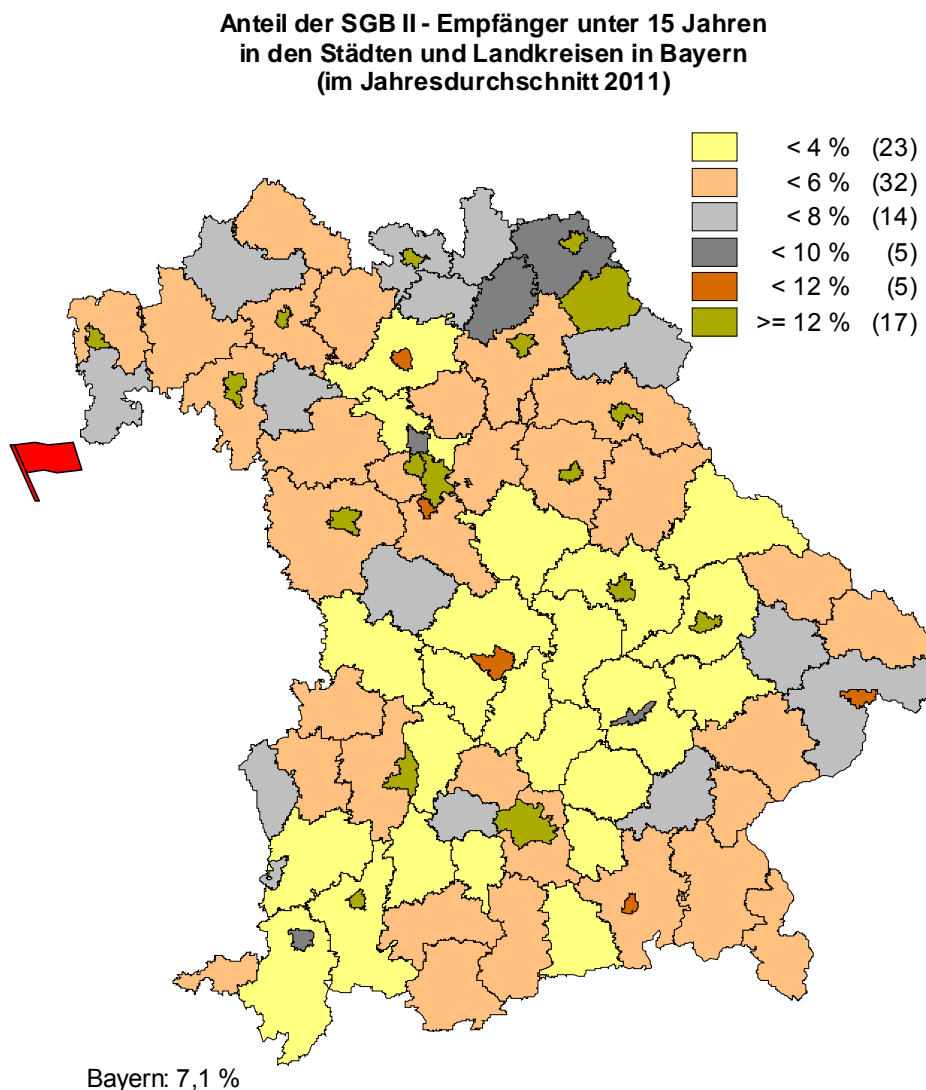 Anteil der SGB II - Empfänger unter 15 Jahren
in den Städten und Landkreisen in Bayern
(im Jahresdurchschnitt 2011)
< 4 % (23)
< 6 % (32)
< 8 % (14)
< 10 % (5)
< 12 % (5)
>= 12 % (17)
Bayern: 7,1 %